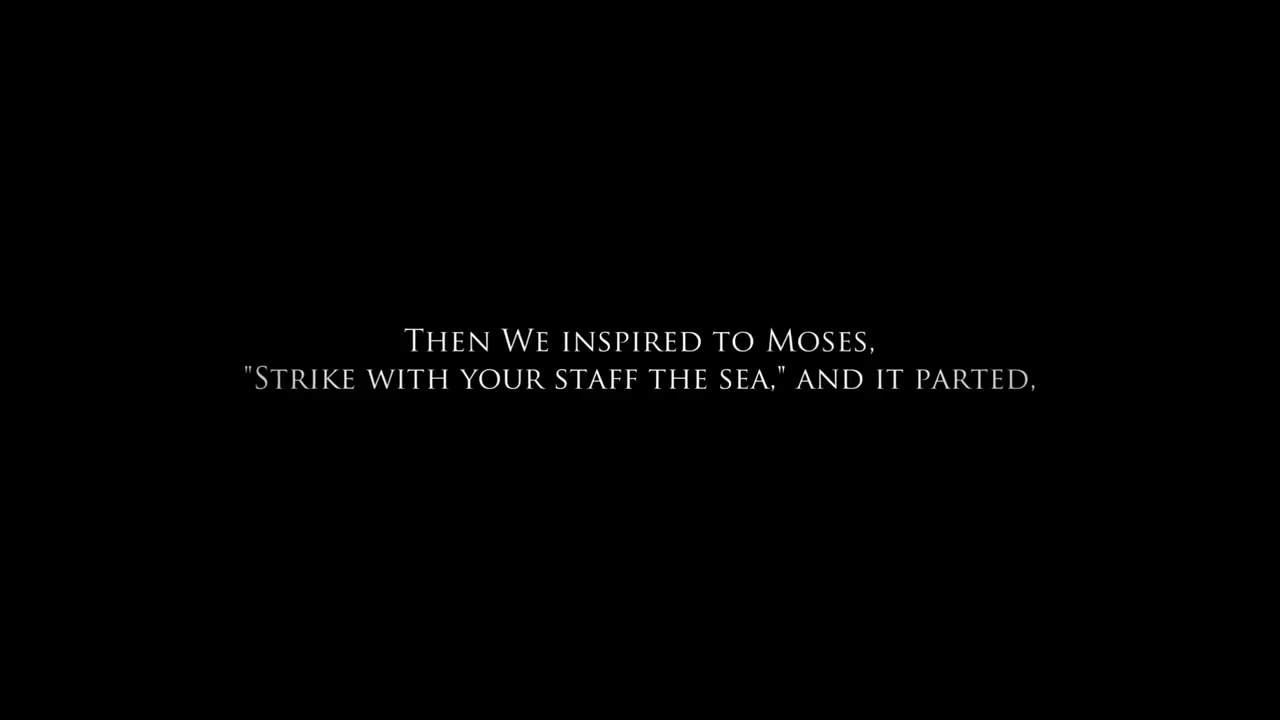 Then We inspired to Moses,
"Strike with your staff the sea," and it parted,